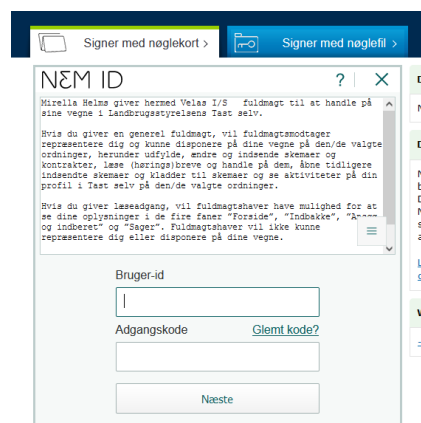 Signer med nøglekort >
Signer med nøglefil >
NEM ID
?
Mirella Helms giver hermed Velas I/S fuldmagt til at handle på
sine vegne i Landbrugsstyrelsens Tast selv.
Hvis du giver en generel fuldmagt, vil fuldmagtsmodtager
repræsentere dig og kunne disponere på dine vegne på den/de valgte
ordninger, herunder udfylde, ændre og indsende skemaer og
kontrakter, læse (hørings)breve og handle på dem, åbne tidligere
indsendte skemaer og kladder til skemaer og se aktiviteter på din
profil i Tast selv på den/de valgte ordninger.
Hvis du giver læseadgang, vil fuldmagtshaver have mulighed for at
se dine oplysninger i de fire faner "Forside", "Indbakke", "Ansøg
og indberet" og "Sager". Fuldmagtshaver vil ikke kunne
repræsentere dig eller disponere på dine vegne.
Bruger-id
Adgangskode
Glemt kode?
Næste